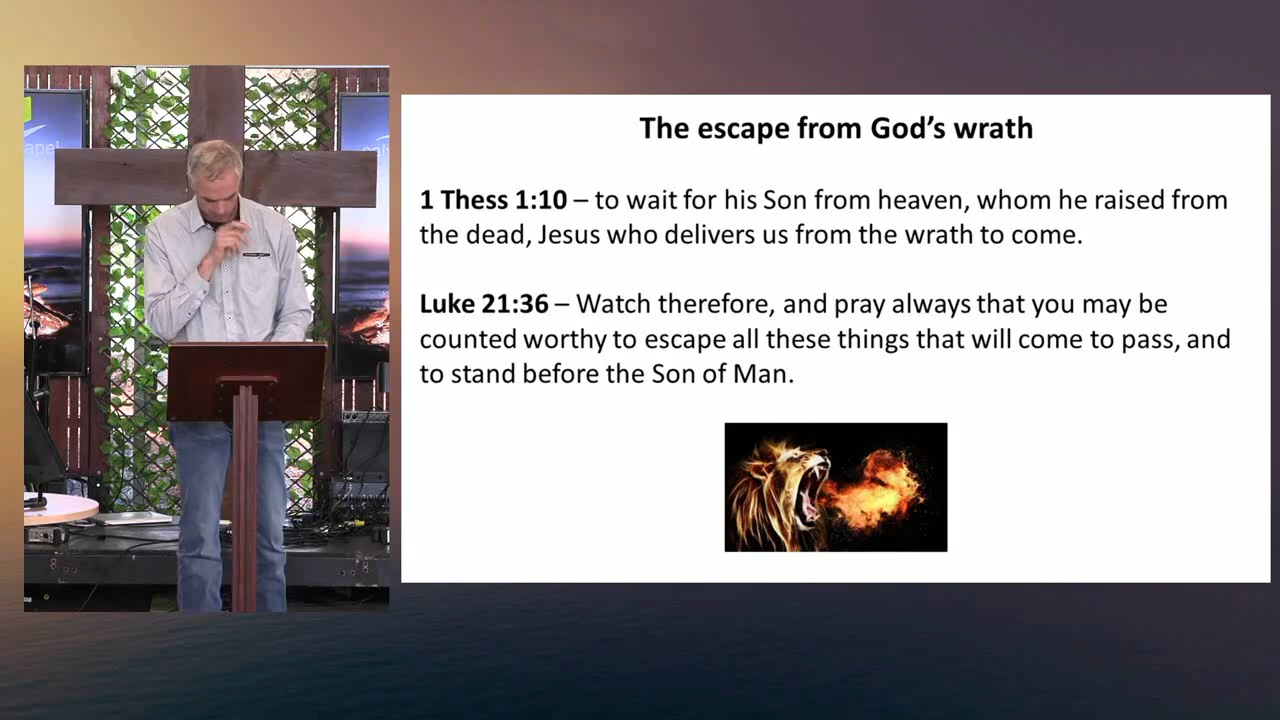 The escape from God’s wrath
1 Thess 1:10 – to wait for his Son from heaven, whom he raised from
the dead, Jesus who delivers us from the wrath to come.
Luke 21:36 – Watch therefore, and pray always that you may be
counted worthy to escape all these things that will come to pass, and
to stand before the Son of Man.